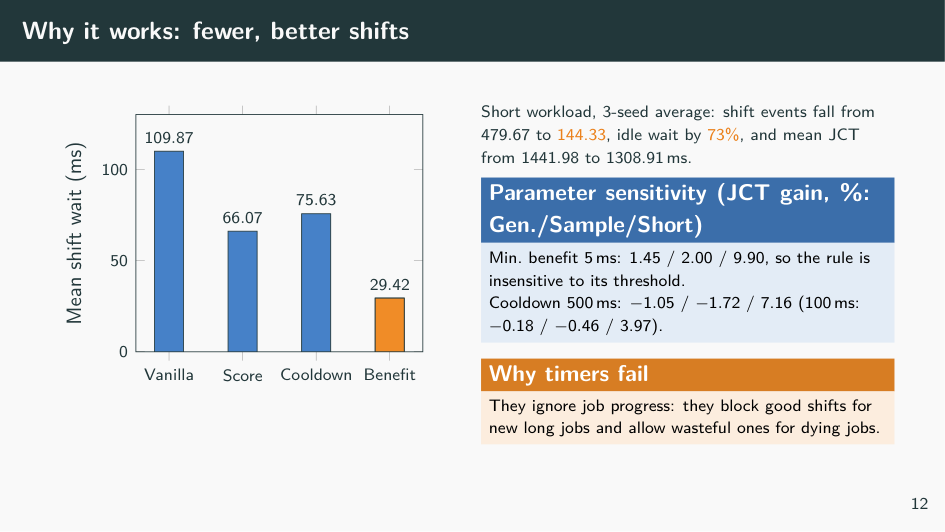 Why it works: fewer, better shifts
Mean shift wait (ms)
100
50
0
109.87
66.07
75.63
29.42
Vanilla
Score
Cooldown
Benefit
Short workload, 3-seed average: shift events fall from
479.67 to 144.33, idle wait by 73%, and mean JCT
from 1441.98 to 1308.91 ms.
Parameter sensitivity (JCT gain, %:
Gen./Sample/Short)
Min. benefit 5 ms: 1.45 / 2.00 / 9.90, so the rule is
insensitive to its threshold.
Cooldown 500 ms: −1.05 / −1.72 / 7.16 (100 ms:
−0.18 / −0.46 / 3.97).
Why timers fail
They ignore job progress: they block good shifts for
new long jobs and allow wasteful ones for dying jobs.
12